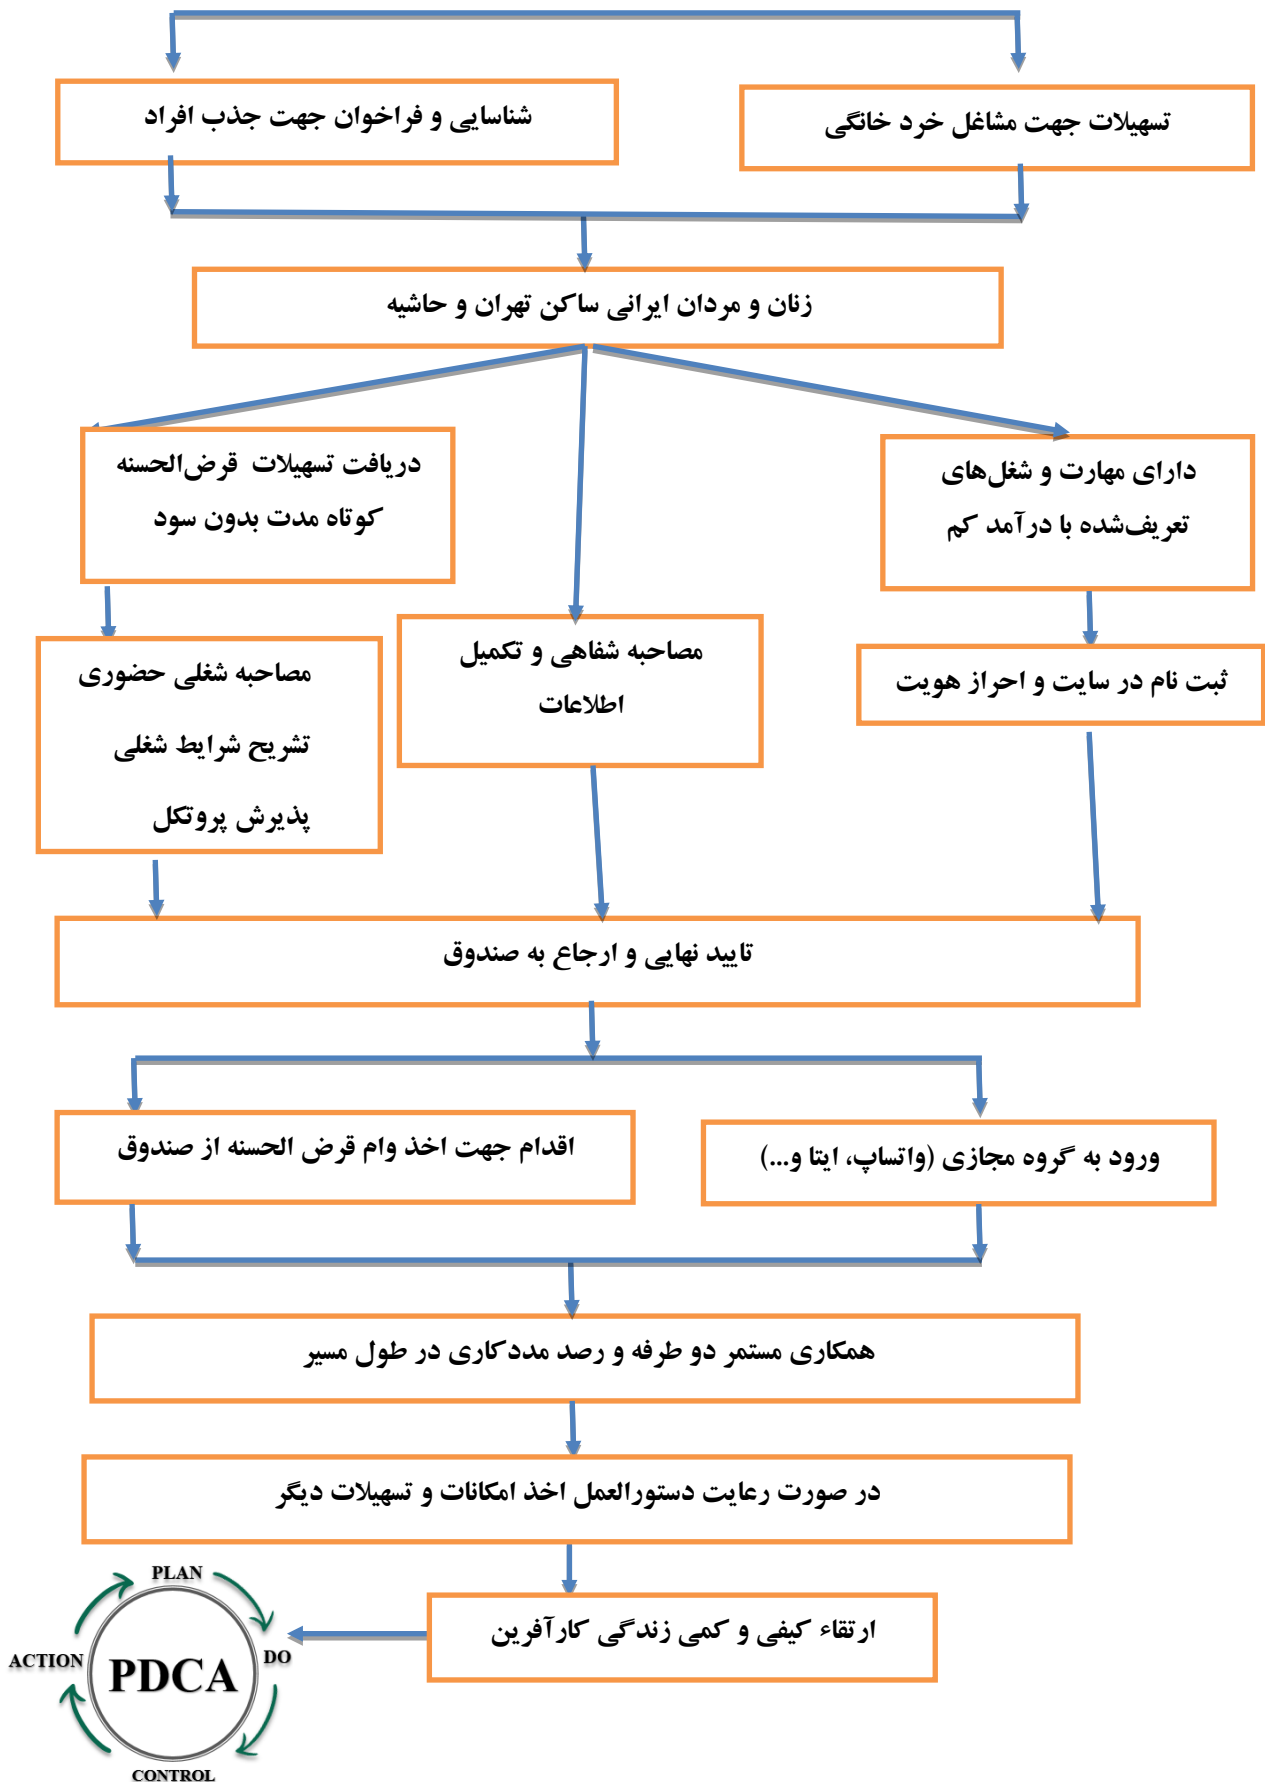 تسهیلات جهت مشاغل خرد خانگی
شناسایی و فراخوان جهت جذب افراد
زنان و مردان ایرانی ساکن تهران و حاشیه
دارای مهارت و شغل‌های
تعریف‌شده با درآمد کم
دریافت تسهیلات قرض‌الحسنه
کوتاه مدت بدون سود
ثبت نام در سایت و احراز هویت
مصاحبه شفاهی و تکمیل
اطلاعات
مصاحبه شغلی حضوری
تشریح شرایط شغلی
پذیرش پروتکل
تایید نهایی و ارجاع به صندوق
ورود به گروه مجازی (واتساپ، ایتا و...)
اقدام جهت اخذ وام قرض الحسنه از صندوق
همکاری مستمر دو طرفه و رصد مددکاری در طول مسیر
در صورت رعایت دستورالعمل اخذ امکانات و تسهیلات دیگر
ارتقاء کیفی و کمی زندگی کارآفرین
PLAN
DO
ACTION
PDCA
CONTROL